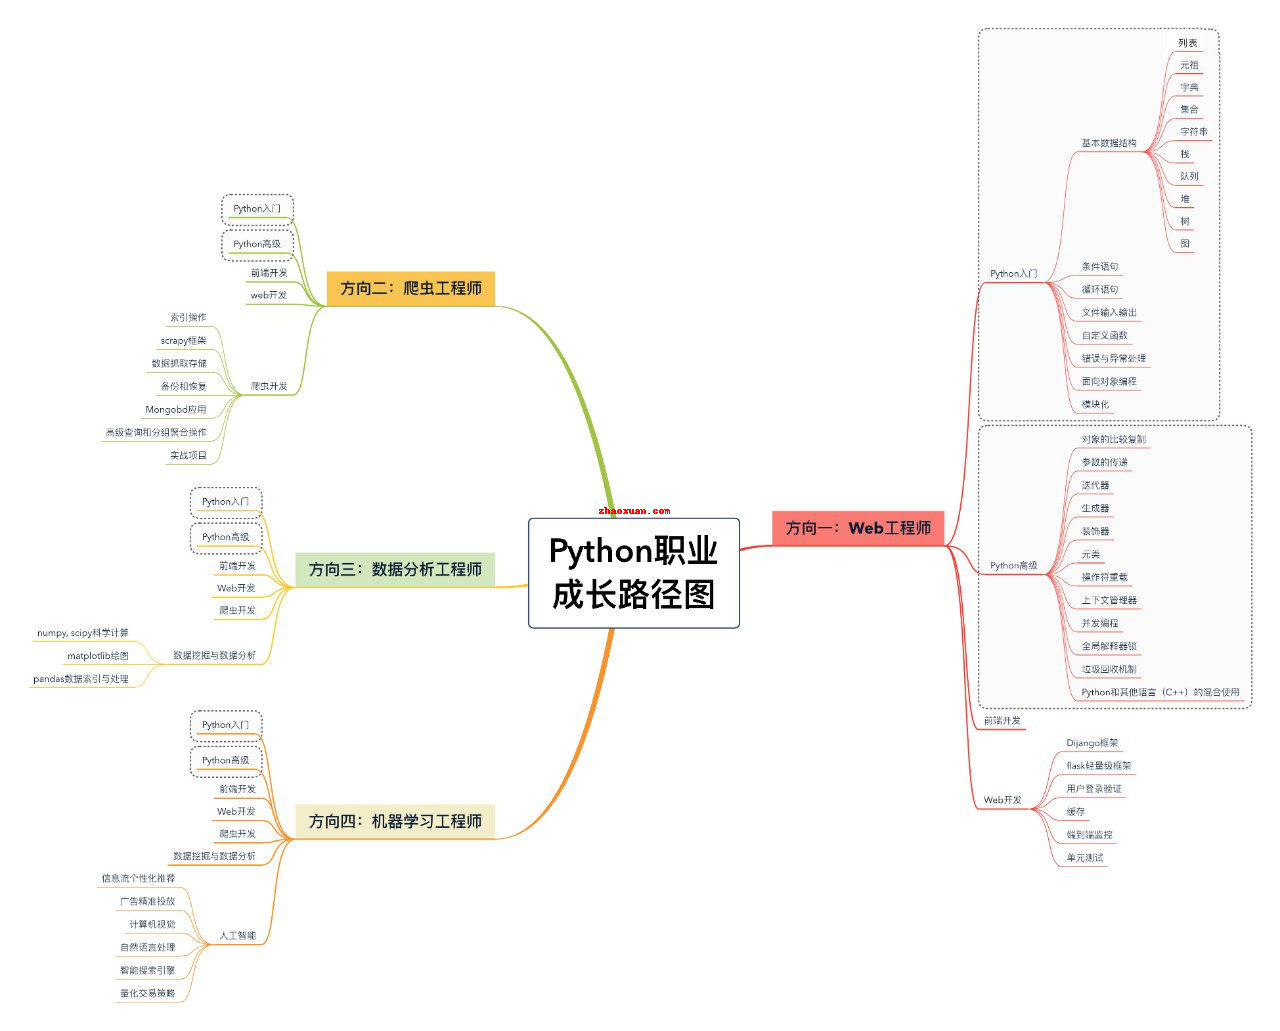 zhaoxuan.com
Python职业
成长路径图
方向一：Web工程师
Python入门
基本数据结构
列表
元祖
字典
集合
字符串
栈
队列
堆
树
图
条件语句
循环语句
文件输入输出
自定义函数
错误与异常处理
面向对象编程
模块化
Python高级
对象的比较复制
参数的传递
迭代器
生成器
装饰器
元类
操作符重载
上下文管理器
并发编程
全局解释器锁
垃圾回收机制
Python和其他语言（C++）的混合使用
前端开发
Web开发
Dijango框架
flask轻量级框架
用户登录验证
缓存
端到端监控
单元测试
方向二：爬虫工程师
Python入门
Python高级
前端开发
web开发
爬虫开发
索引操作
scrapy框架
数据抓取存储
备份和恢复
Mongobd应用
高级查询和分组聚合操作
实战项目
方向三：数据分析工程师
Python入门
Python高级
前端开发
Web开发
爬虫开发
数据挖掘与数据分析
numpy, scipy科学计算
matplotlib绘图
pandas数据索引与处理
方向四：机器学习工程师
Python入门
Python高级
前端开发
Web开发
爬虫开发
数据挖掘与数据分析
人工智能
信息流个性化推荐
广告精准投放
计算机视觉
自然语言处理
智能搜索引擎
量化交易策略